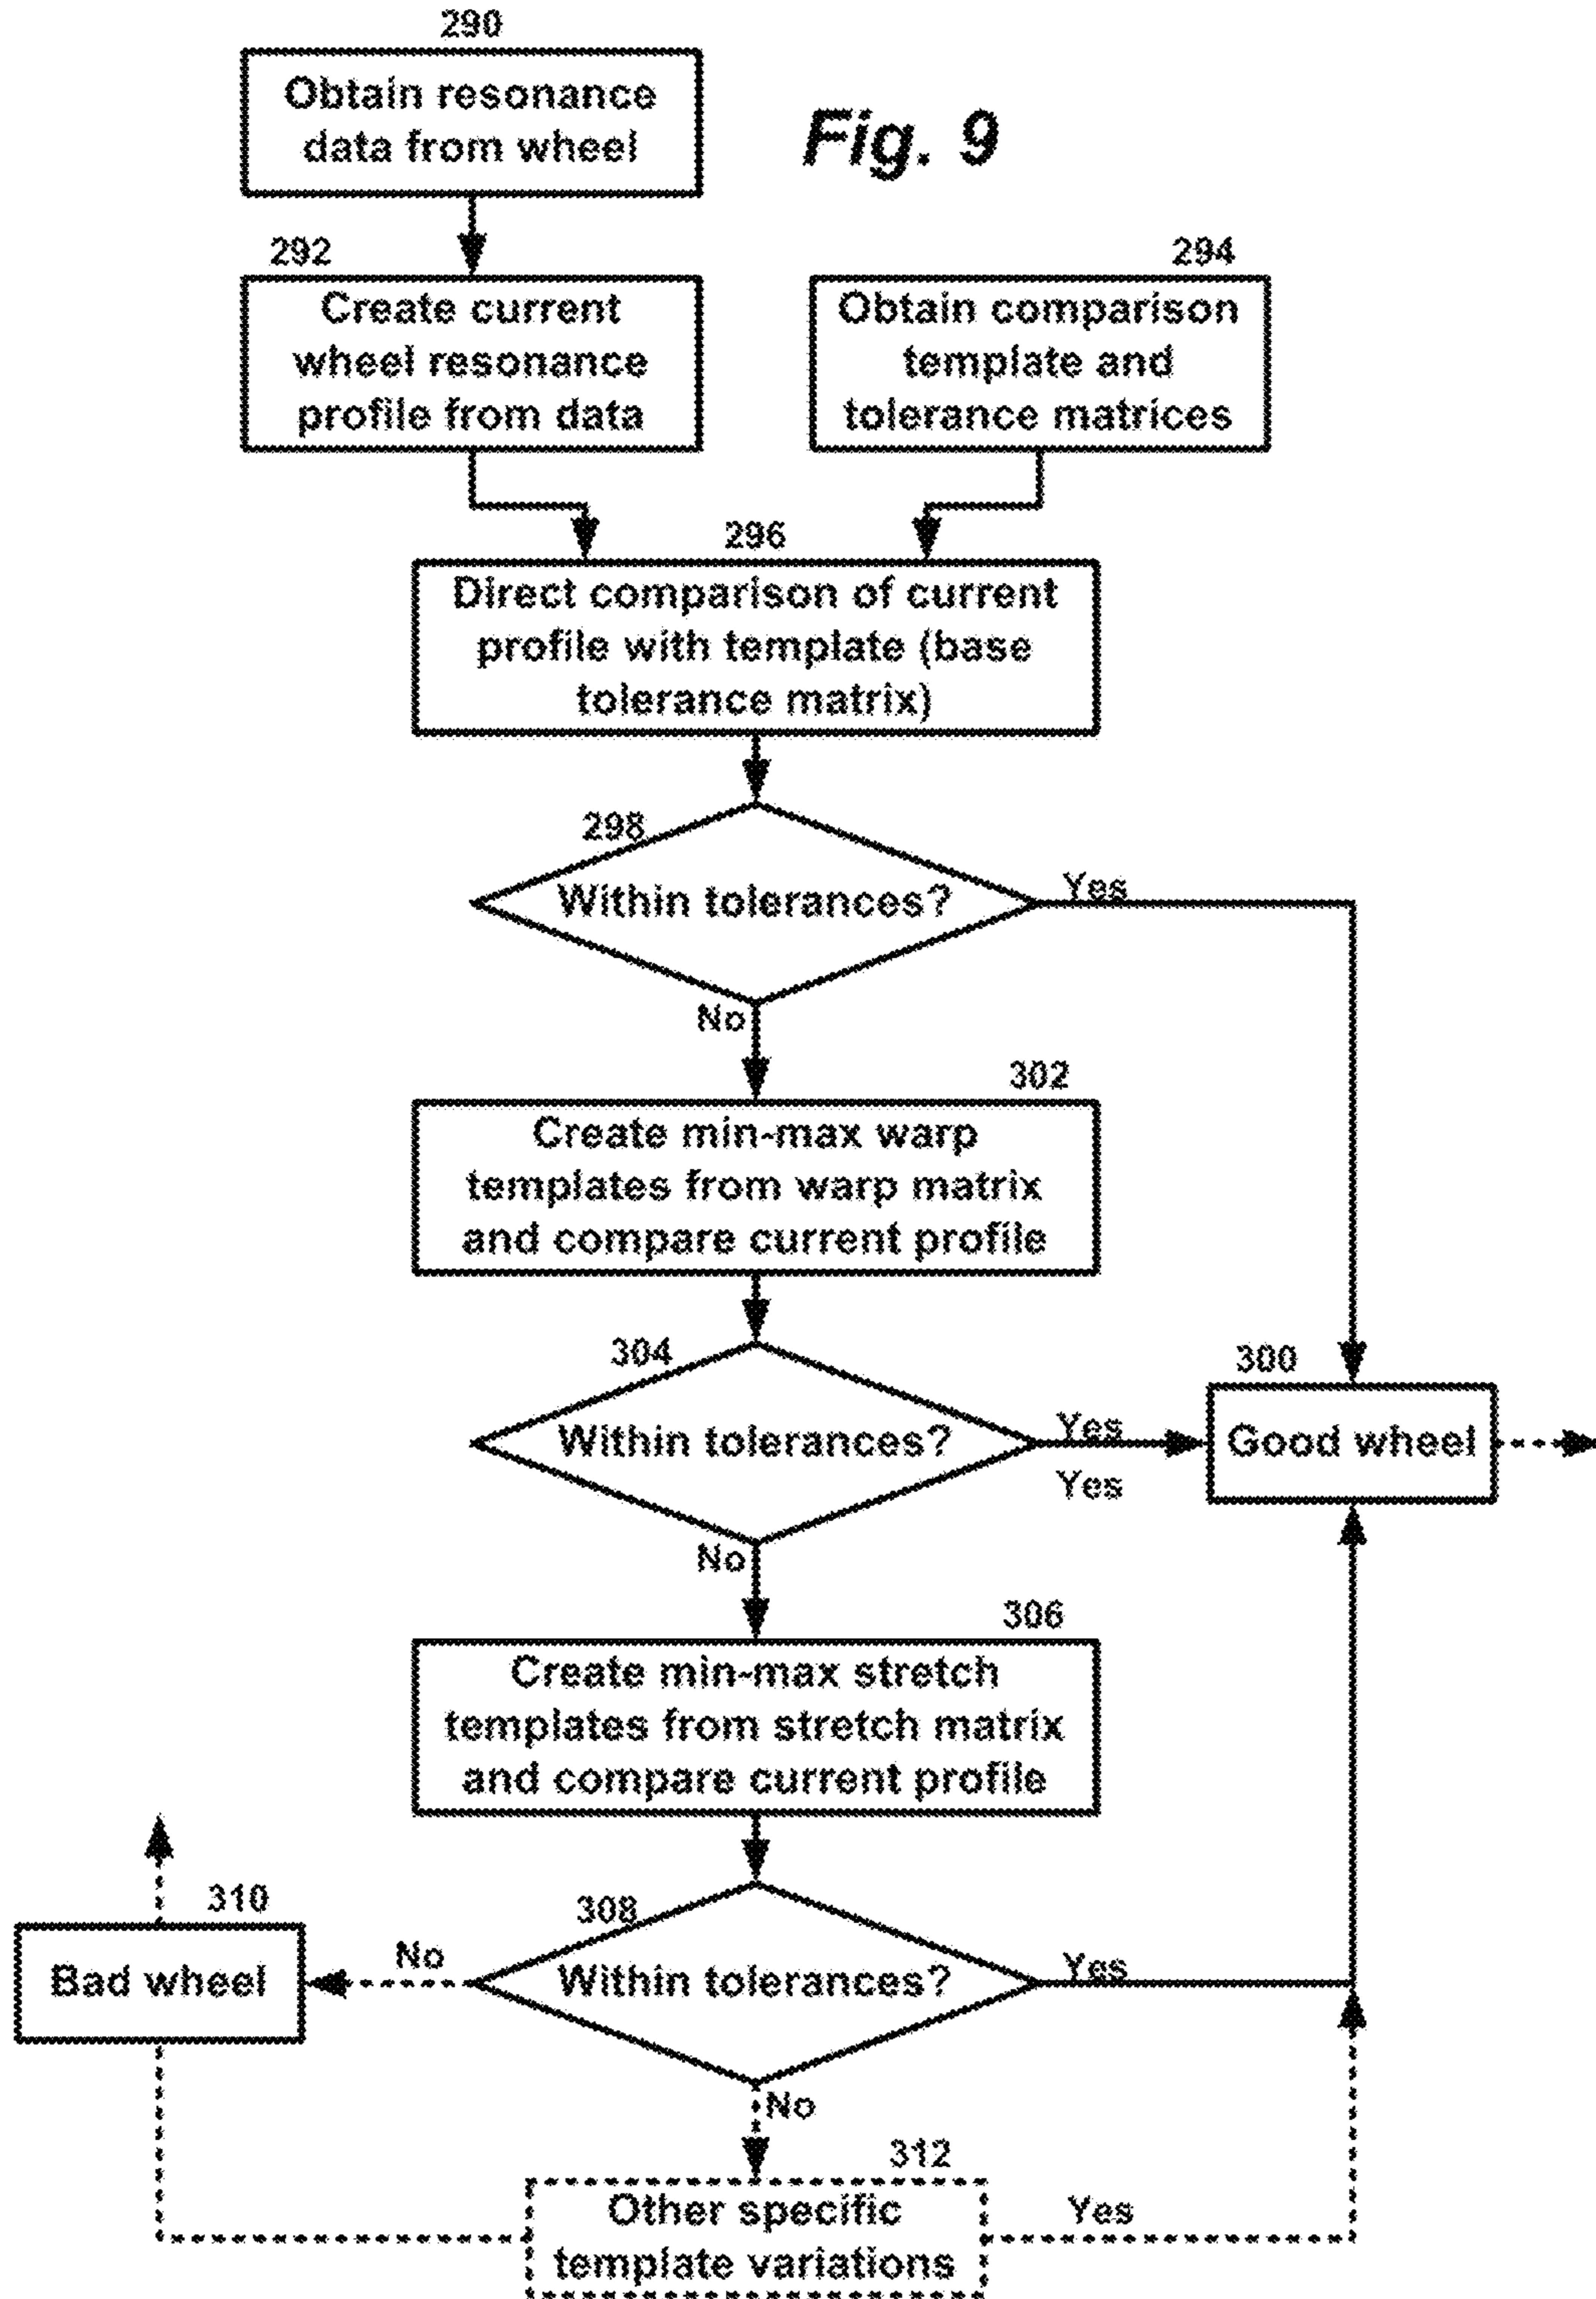 290
Obtain resonance
data from wheel
Fig. 9
292
Create current
wheel resonance
profile from data
294
Obtain comparison
template and
tolerance matrices
296
Direct comparison of current
profile with template (base
tolerance matrix)
298
Within tolerances?
Yes
No
302
Create min-max warp
templates from warp matrix
and compare current profile
304
Within tolerances?
Yes
Yes
300
Good wheel
No
306
Create min-max stretch
templates from stretch matrix
and compare current profile
310
Bad wheel
No
308
Within tolerances?
Yes
No
312
Other specific
template variations
Yes